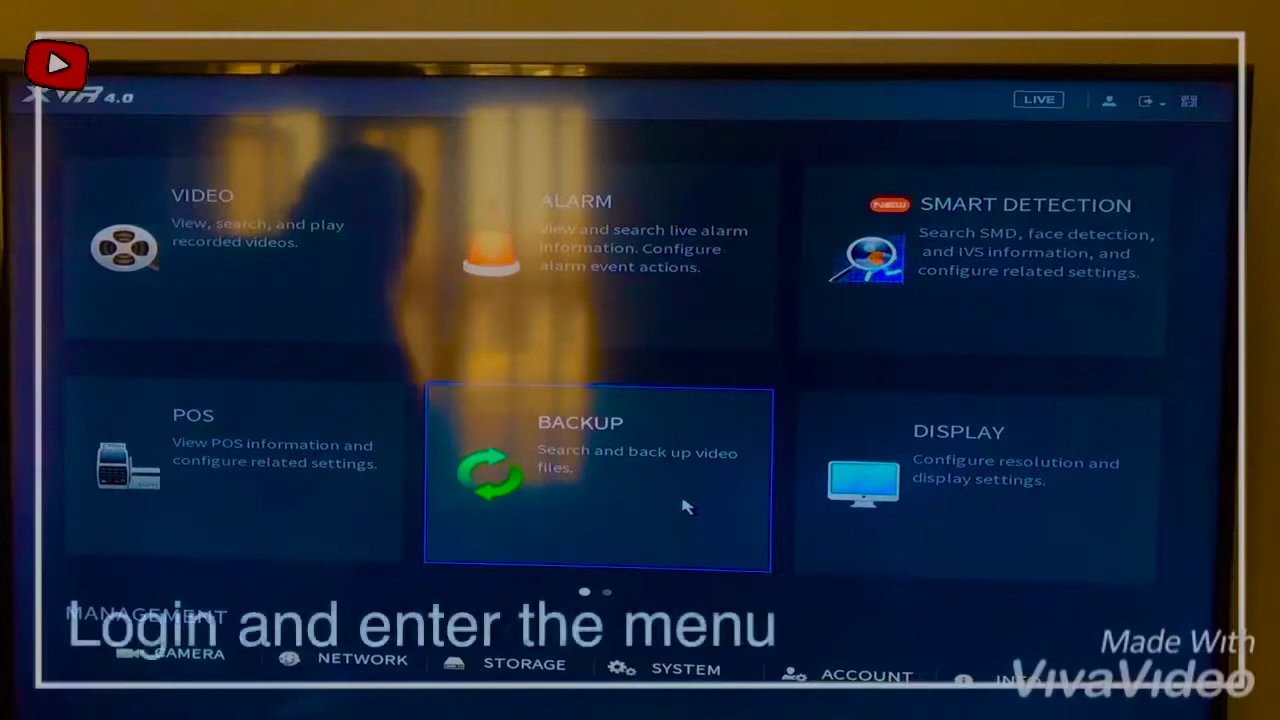 XVR 4.0
LIVE
VIDEO
View, search, and play
recorded videos.
ALARM
View and search live alarm
information. Configure
alarm event actions.
NEW
SMART DETECTION
Search SMD, face detection,
and IVS information, and
configure related settings.
POS
View POS information and
configure related settings.
BACKUP
Search and back up video
files.
DISPLAY
Configure resolution and
display settings.
MANAGEMENT
Login and enter the menu
CAMERA
NETWORK
STORAGE
SYSTEM
ACCOUNT
Made With
VivaVideo